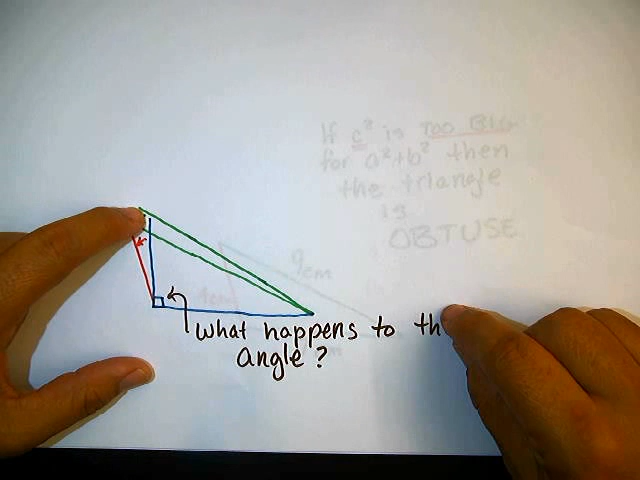 If c² is TOO BIG
for a²+b² then
the triangle
is
OBTUSE
9cm
4cm
What happens to th
angle?